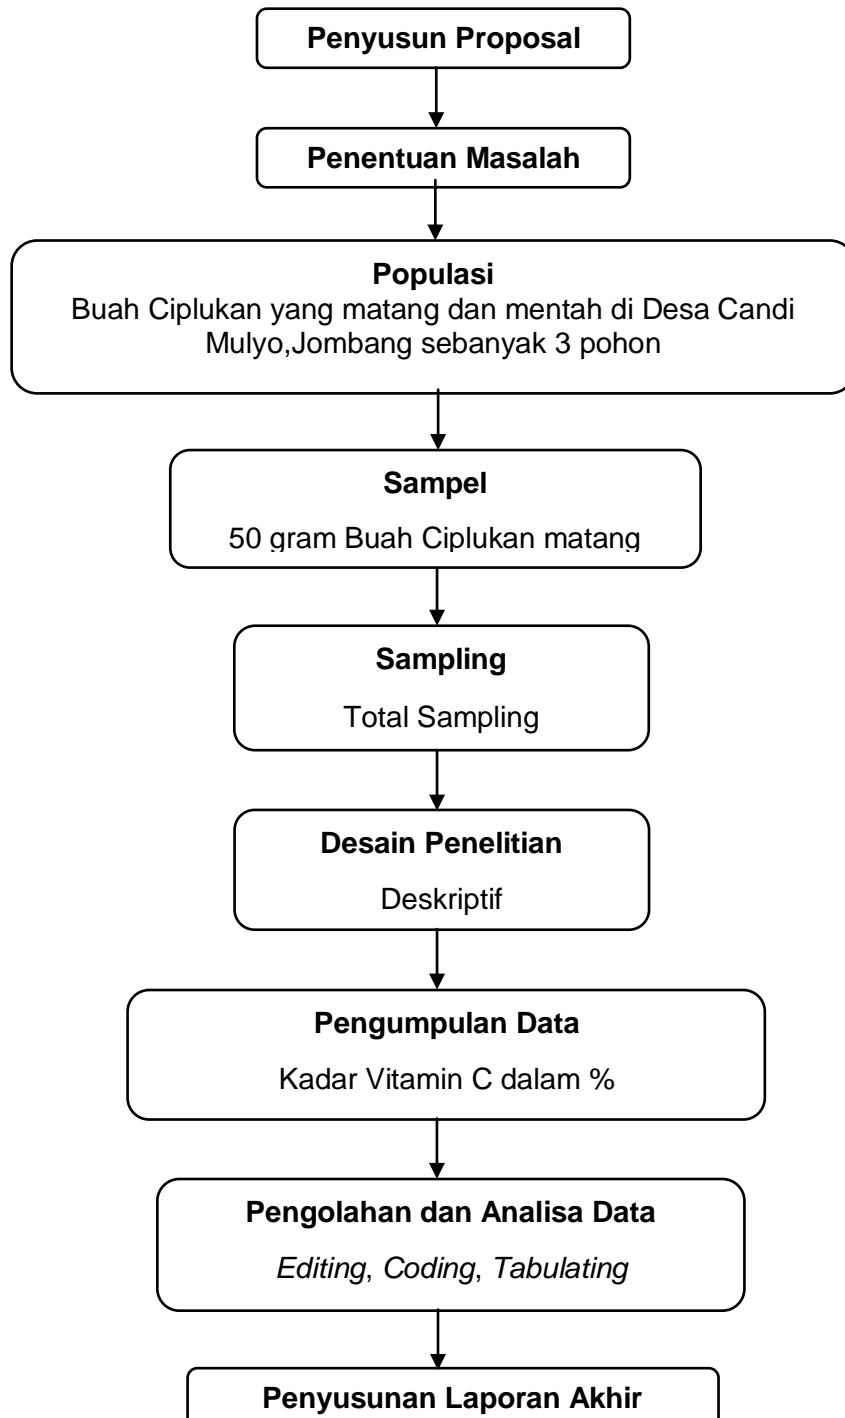 Penyusun Proposal
Penentuan Masalah
Populasi
Buah Ciplukan yang matang dan mentah di Desa Candi
Mulyo,Jombang sebanyak 3 pohon
Sampel
50 gram Buah Ciplukan matang
Sampling
Total Sampling
Desain Penelitian
Deskriptif
Pengumpulan Data
Kadar Vitamin C dalam %
Pengolahan dan Analisa Data
Editing, Coding, Tabulating
Penyusunan Laporan Akhir